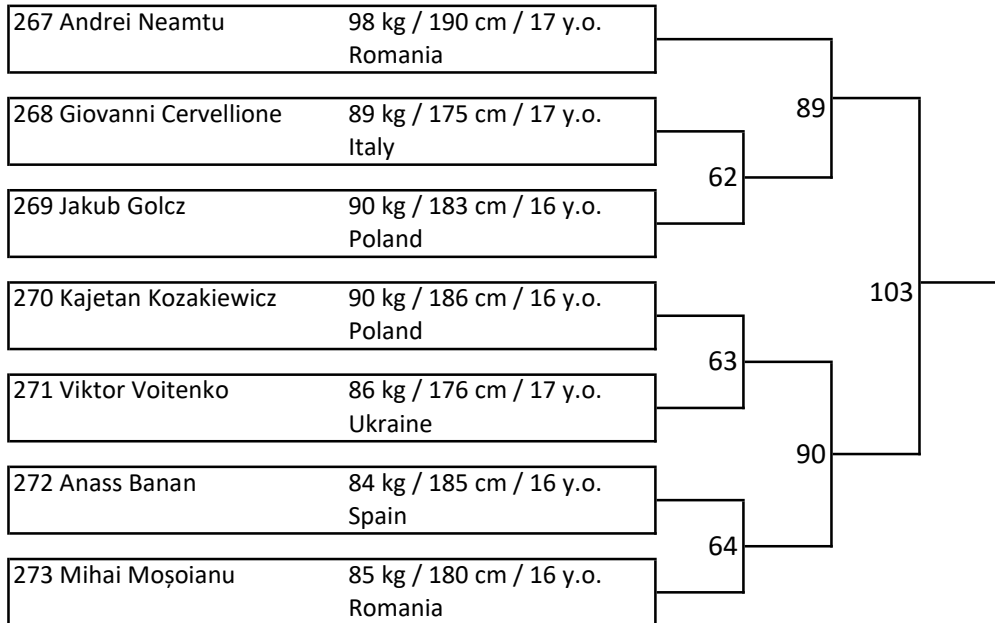 267 Andrei Neamtu 98 kg / 190 cm / 17 y.o.
Romania
268 Giovanni Cervellione 89 kg / 175 cm / 17 y.o.
Italy
89
62
269 Jakub Golcz 90 kg / 183 cm / 16 y.o.
Poland
270 Kajetan Kozakiewicz 90 kg / 186 cm / 16 y.o.
Poland
103
63
271 Viktor Voitenko 86 kg / 176 cm / 17 y.o.
Ukraine
90
272 Anass Banan 84 kg / 185 cm / 16 y.o.
Spain
64
273 Mihai Moșoianu 85 kg / 180 cm / 16 y.o.
Romania